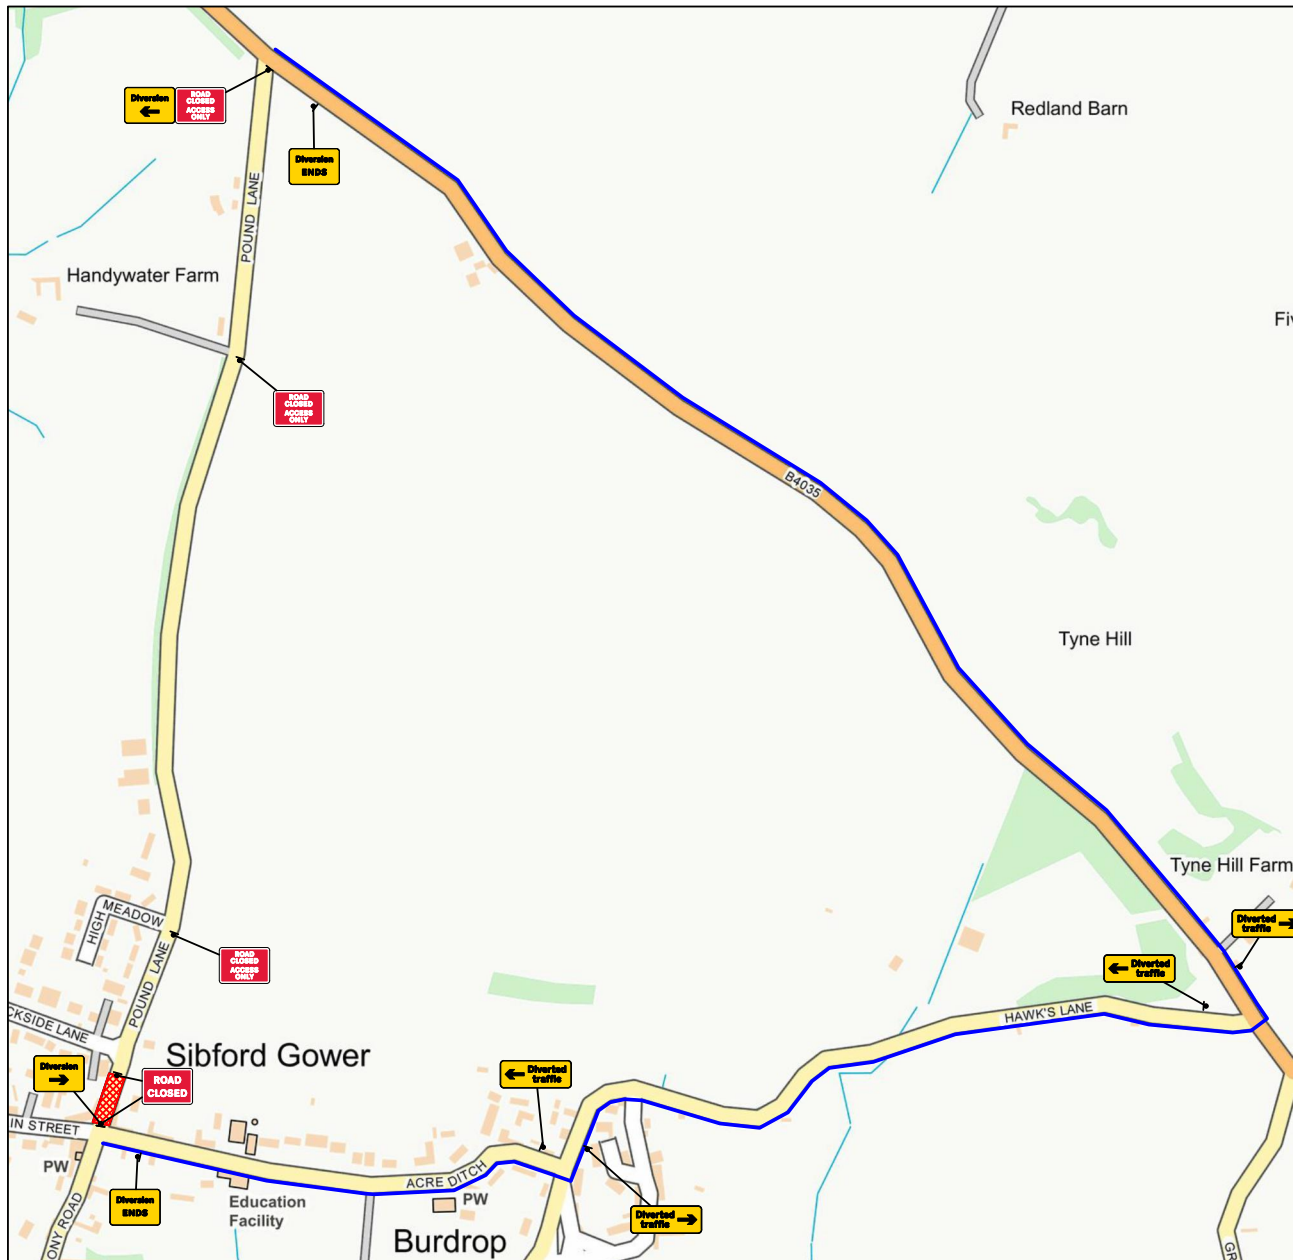 Diversion
ROAD
CLOSED
ACCESS
ONLY
Diversion
ENDS
Redland Barn
POUND LANE
Handywater Farm
Fiv
ROAD
CLOSED
ACCESS
ONLY
B4035
Tyne Hill
Tyne Hill Farm
MEADOW
HIGH
Diverted
traffic
ROAD
CLOSED
ACCESS
ONLY
POUND LANE
Diverted
traffic
HAWK'S LANE
CKSIDE LANE
Sibford Gower
Diversion
ROAD
CLOSED
Diverted
traffic
IN STREET
PW
ACRE DITCH
Diversion
ENDS
Education
Facility
PW
Diverted
traffic
ONY ROAD
Burdrop
GR